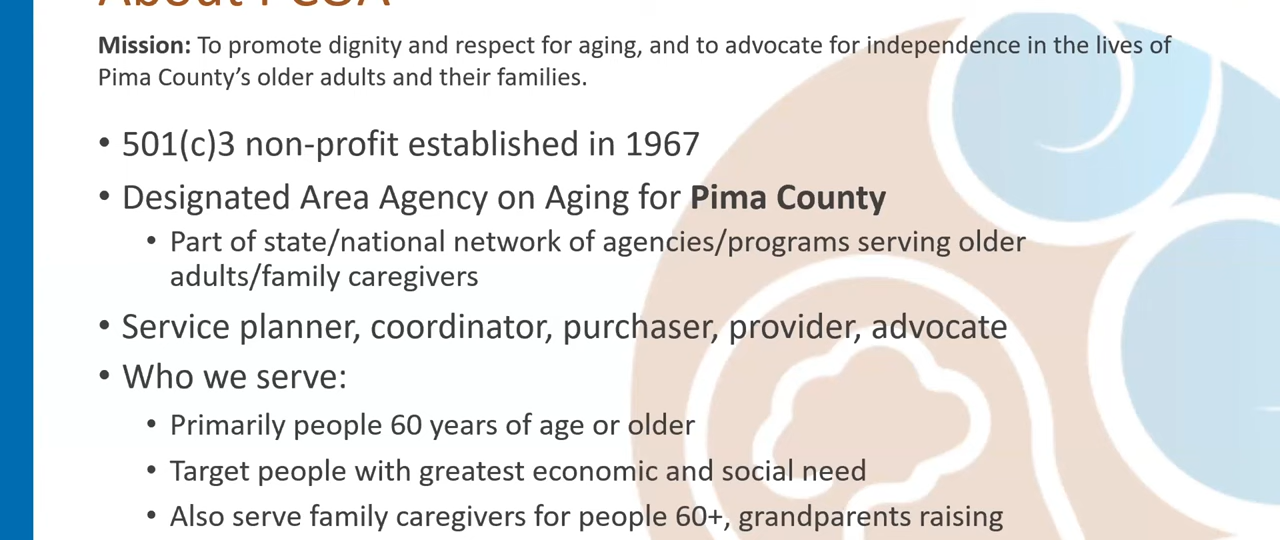 About PCOA
Mission: To promote dignity and respect for aging, and to advocate for independence in the lives of
Pima County’s older adults and their families.
• 501(c)3 non-profit established in 1967
• Designated Area Agency on Aging for Pima County
• Part of state/national network of agencies/programs serving older
adults/family caregivers
• Service planner, coordinator, purchaser, provider, advocate
• Who we serve:
• Primarily people 60 years of age or older
• Target people with greatest economic and social need
• Also serve family caregivers for people 60+, grandparents raising